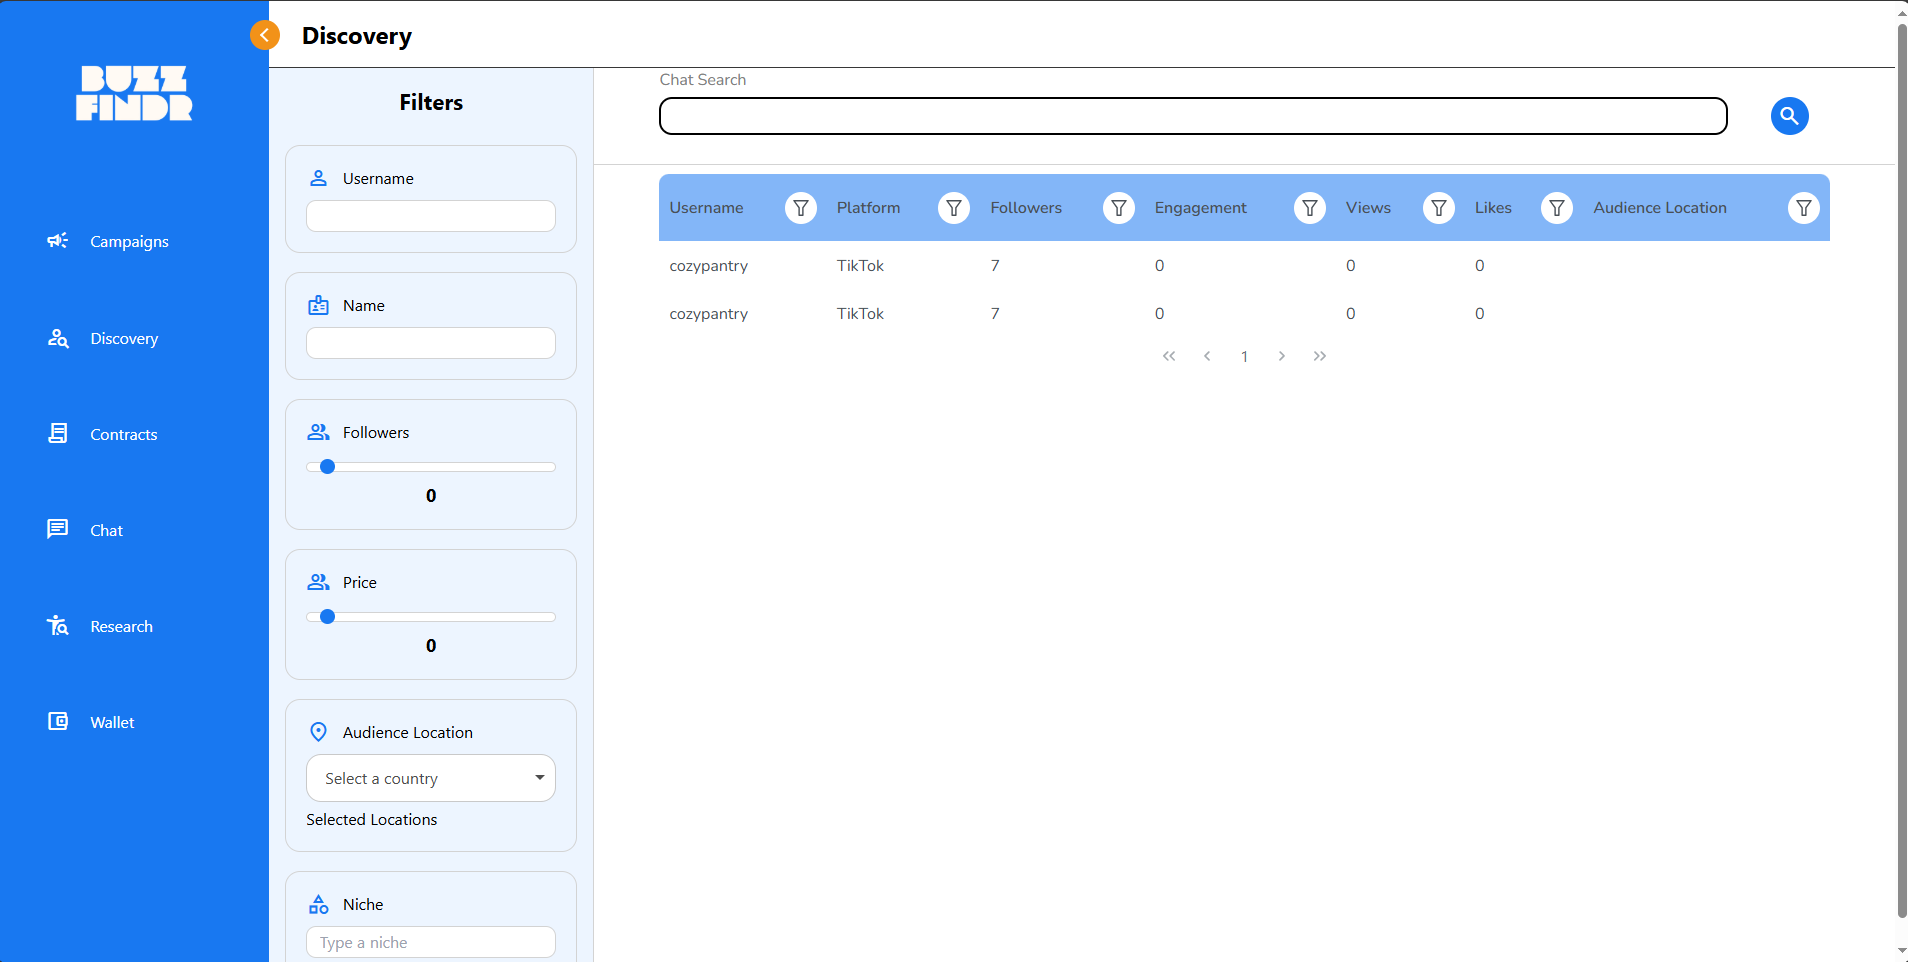 BUZZ
FINDR
Campaigns
Discovery
Contracts
Chat
Research
Wallet
Discovery
Filters
Username
Name
Followers
0
Price
0
Audience Location
Select a country
Selected Locations
Niche
Type a niche
Chat Search
Username Platform Followers Engagement Views Likes Audience Location
cozypantry TikTok 7 0 0 0
cozypantry TikTok 7 0 0 0
1